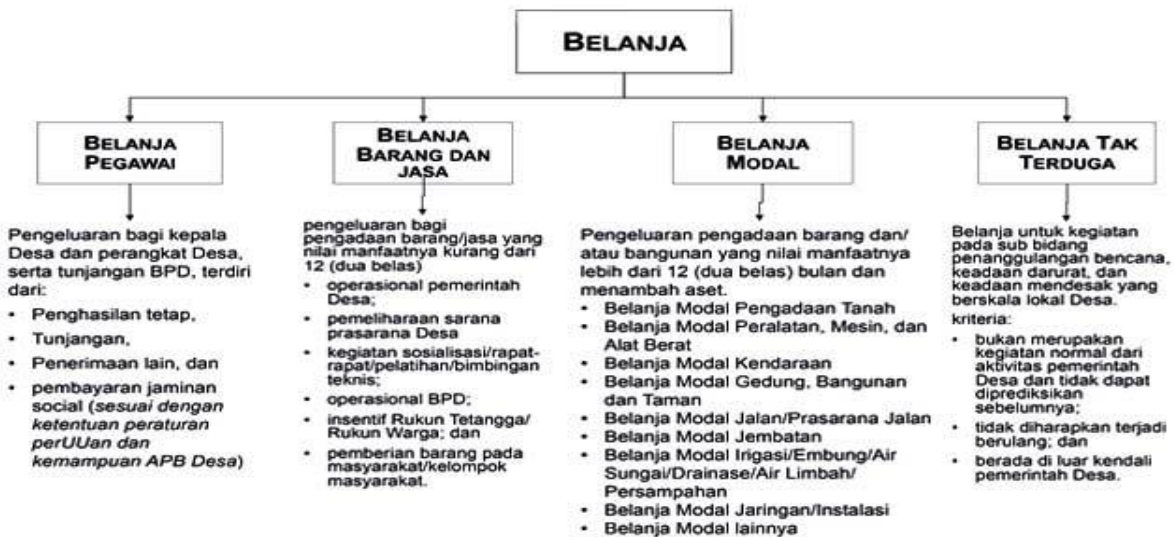 BELANJA
BELANJA
PEGAWAI
Pengeluaran bagi kepala
Desa dan perangkat Desa,
serta tunjangan BPD, terdiri
dari:
• Penghasilan tetap,
• Tunjangan,
• Penerimaan lain, dan
• pembayaran jaminan
social (sesuai dengan
ketentuan peraturan
perUUan dan
kemampuan APB Desa)
BELANJA
BARANG DAN
JASA
pengeluaran bagi
pengadaan barang/jasa yang
nilai manfaatnya kurang dari
12 (dua belas)
• operasional pemerintah
Desa;
• pemeliharaan sarana
prasarana Desa
• kegiatan sosialisasi/rapat-
rapat/pelatihan/bimbingan
teknis;
• operasional BPD;
• insentif Rukun Tetangga/
Rukun Warga; dan
• pemberian barang pada
masyarakat/kelompok
masyarakat.
BELANJA
MODAL
Pengeluran pengadaan barang dan/
atau bangunan yang nilai manfaatnya
lebih dari 12 (dua belas) bulan dan
menambah aset.
• Belanja Modal Pengadaan Tanah
• Belanja Modal Peralatan, Mesin, dan
Alat Berat
• Belanja Modal Kendaraan
• Belanja Modal Gedung, Bangunan
dan Taman
• Belanja Modal Jalan/Prasarana Jalan
• Belanja Modal Jembatan
• Belanja Modal Irigasi/Embung/Air
Sungai/Drainase/Air Limbah/
Persampahan
• Belanja Modal Jaringan/Instalasi
• Belanja Modal lainnya
BELANJA TAK
TERDUGA
Belanja untuk kegiatan
pada sub bidang
penanggulangan bencana,
keadaan darurat, dan
keadaan mendesak yang
berskala lokal Desa.
kriteria:
• bukan merupakan
kegiatan normal dari
aktivitas pemerintah
Desa dan tidak dapat
diprediksikan
sebelumnya;
• tidak diharapkan terjadi
berulang; dan
• berada di luar kendali
pemerintah Desa.